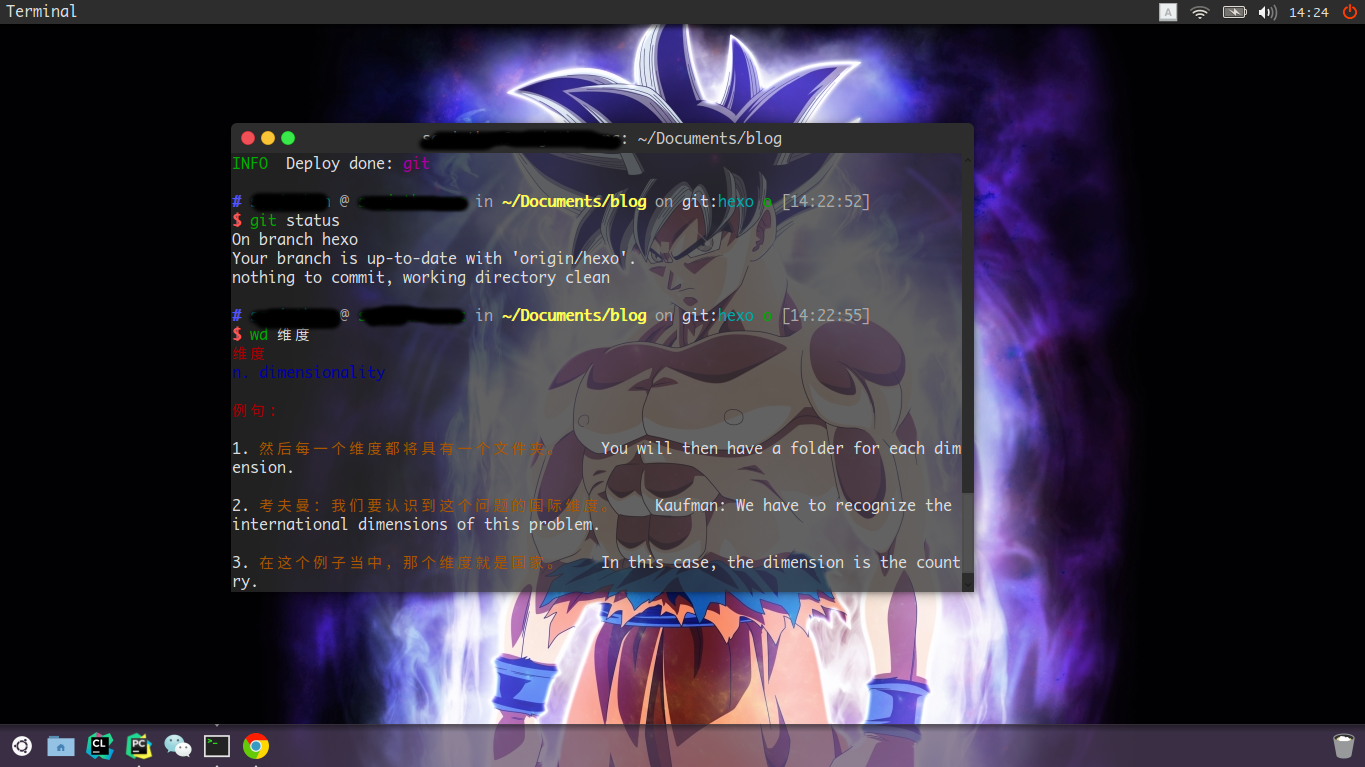 Terminal
A
14:24
: ~/Documents/blog
INFO  Deploy done: git
# @ in ~/Documents/blog on git:hexo o [14:22:52]
$ git status
On branch hexo
Your branch is up-to-date with 'origin/hexo'.
nothing to commit, working directory clean
# @ in ~/Documents/blog on git:hexo o [14:22:55]
$ wd 维度
维度
n. dimensionality
例句：
1. 然后每一个维度都将具有一个文件夹。 You will then have a folder for each dim
ension.
2. 考夫曼：我们要认识到这个问题的国际维度。 Kaufman: We have to recognize the
international dimensions of this problem.
3. 在这个例子当中，那个维度就是国家。 In this case, the dimension is the count
ry.
CL
PC
>_